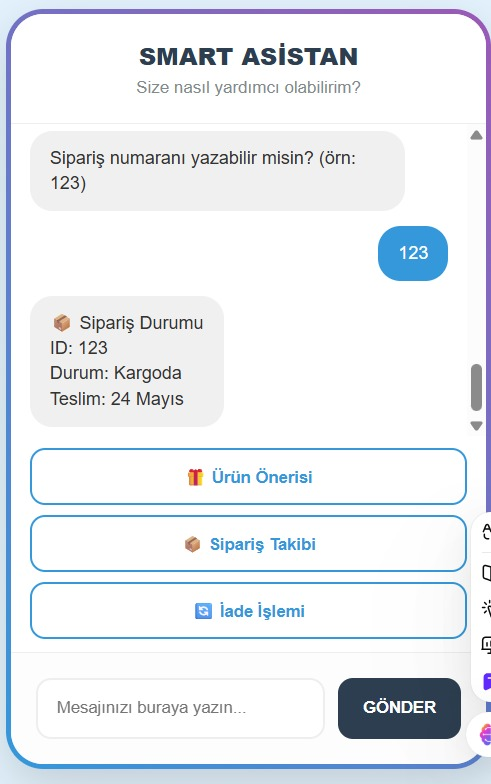 SMART ASİSTAN
Size nasıl yardımcı olabilirim?
Sipariş numaranı yazabilir misin? (örn:
123)
123
📦 Sipariş Durumu
ID: 123
Durum: Kargoda
Teslim: 24 Mayıs
🎁 Ürün Önerisi
📦 Sipariş Takibi
🔄 İade İşlemi
Mesajınızı buraya yazın...
GÖNDER